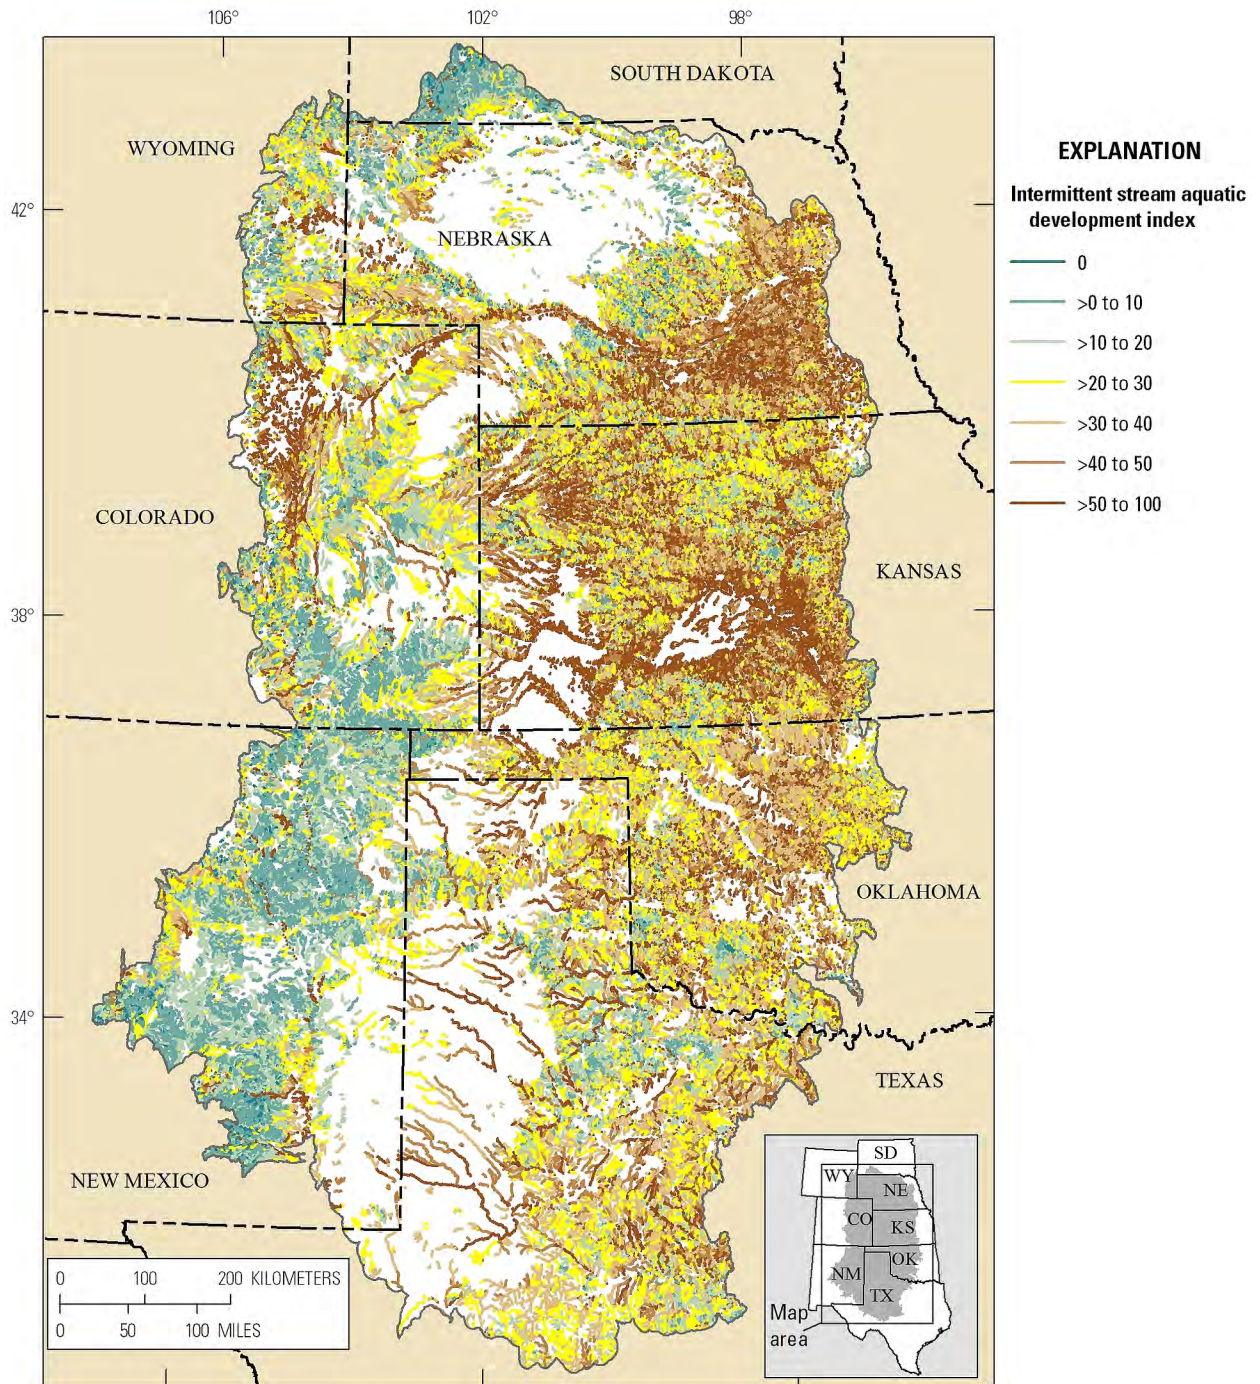 106°
102°
98°
SOUTH DAKOTA
WYOMING
EXPLANATION
Intermittent stream aquatic
development index
42°
NEBRASKA
0
>0 to 10
>10 to 20
>20 to 30
>30 to 40
>40 to 50
>50 to 100
COLORADO
KANSAS
38°
OKLAHOMA
34°
TEXAS
NEW MEXICO
SD
WY
NE
CO
KS
OK
NM
TX
Map
area
0 100 200 KILOMETERS
0 50 100 MILES